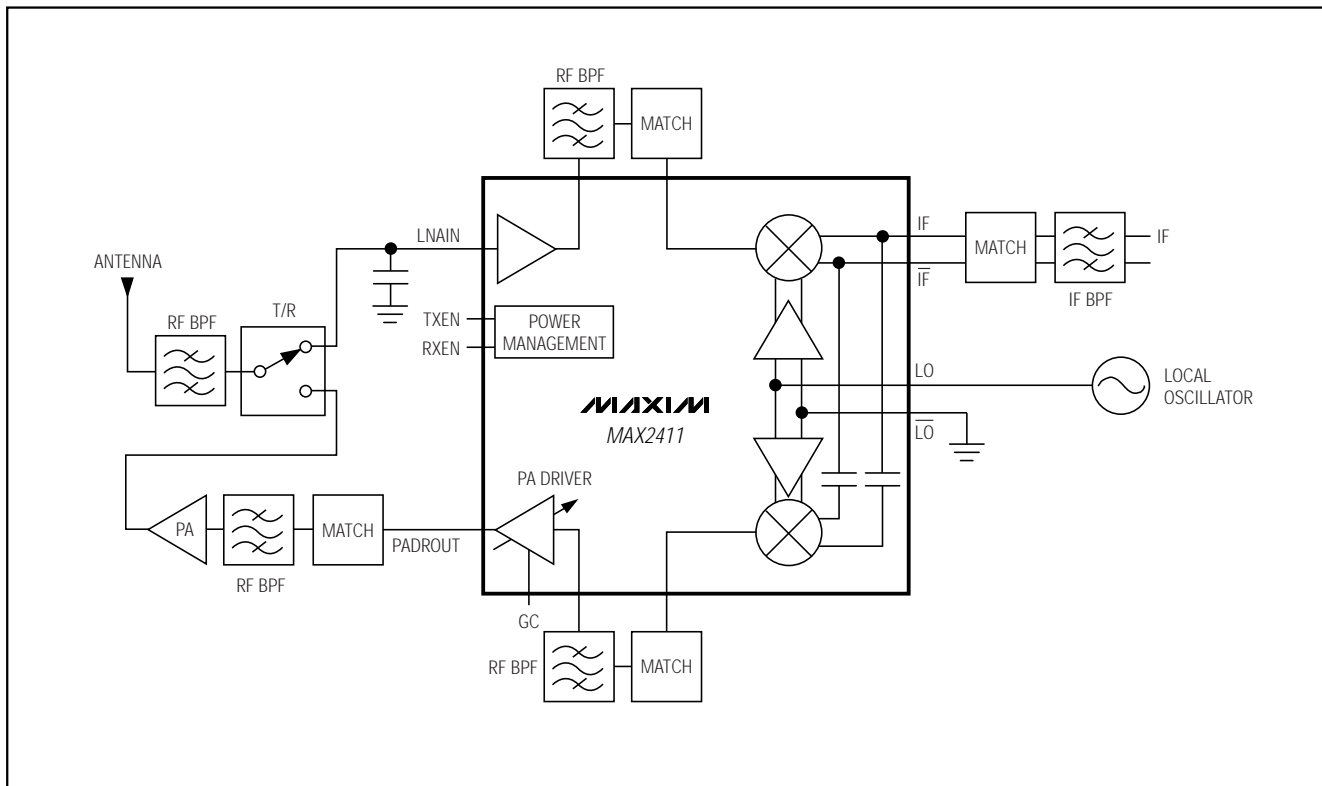 RF BPF
MATCH
LNAIN
IF
IF
MATCH
IF
ANTENNA
IF BPF
T/R
RF BPF
TXEN
RXEN
POWER
MANAGEMENT
LO
LOCAL
OSCILLATOR
LO
MAXIM
MAX2411
PA DRIVER
PA
MATCH
PADROUT
RF BPF
GC
RF BPF
MATCH